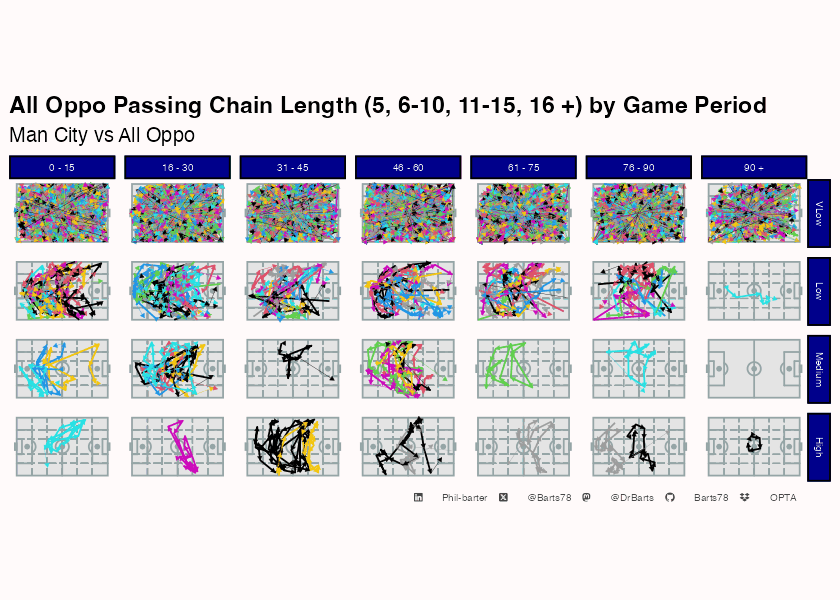 All Oppo Passing Chain Length (5, 6-10, 11-15, 16 +) by Game Period
Man City vs All Oppo
0 - 15 16 - 30 31 - 45 46 - 60 61 - 75 76 - 90 90 +
VLow
Low
Medium
High
Phil-barter @Barts78 @DrBarts Barts78 OPTA